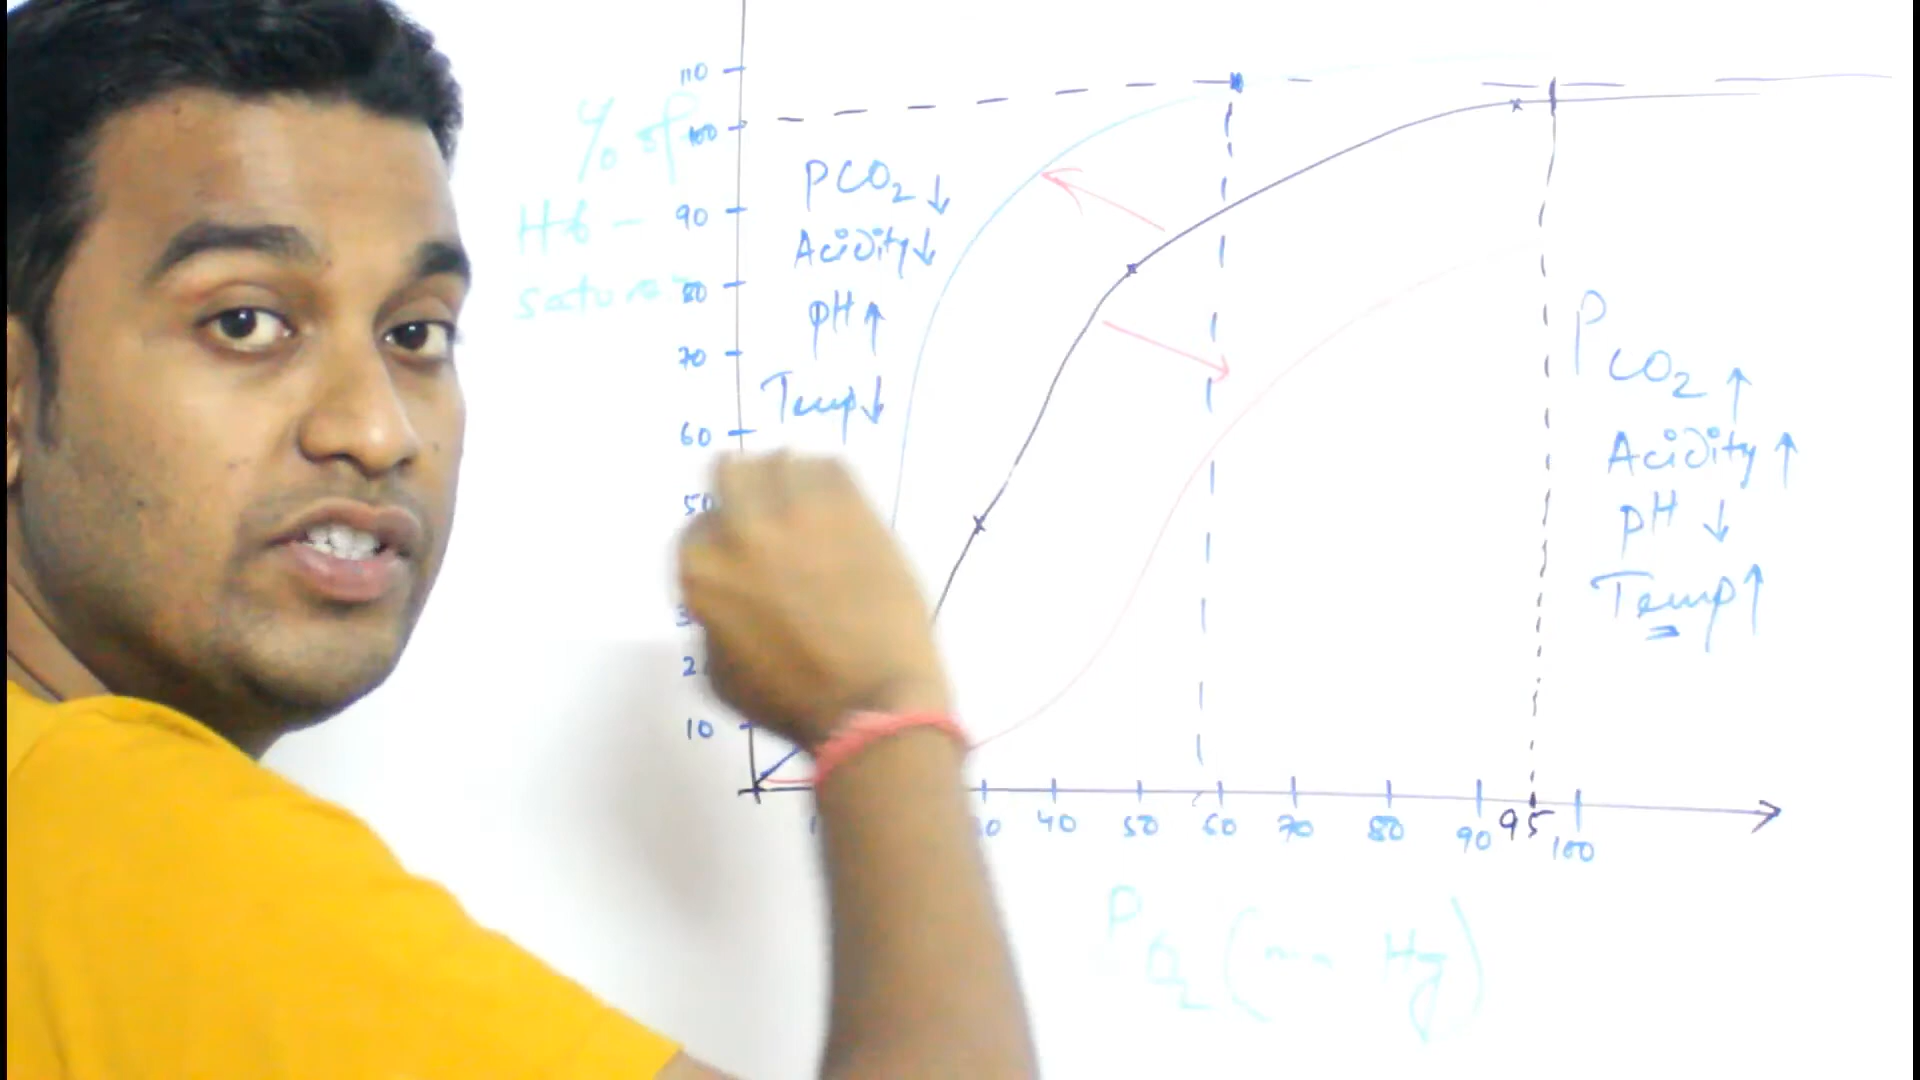 % of
Hb -
110
100
90
80
70
60
10
PCO2 ↓
Acidity ↓
pH ↑
Temp ↓
PCO2 ↑
Acidity ↑
pH ↓
Temp ↑
40 50 60 70 80 90 95 100
PO2 (mm Hg)